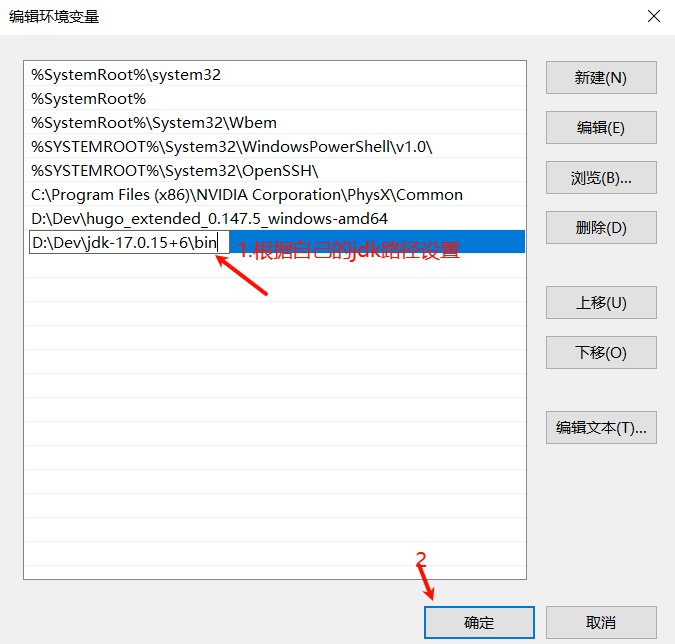 编辑环境变量
%SystemRoot%\system32
%SystemRoot%
%SystemRoot%\System32\Wbem
%SYSTEMROOT%\System32\WindowsPowerShell\v1.0\
%SYSTEMROOT%\System32\OpenSSH\
C:\Program Files (x86)\NVIDIA Corporation\PhysX\Common
D:\Dev\hugo_extended_0.147.5_windows-amd64
D:\Dev\jdk-17.0.15+6\bin
1.根据自己的jdk路径设置
新建(N)
编辑(E)
浏览(B)...
删除(D)
上移(U)
下移(O)
编辑文本(T)...
2
确定
取消